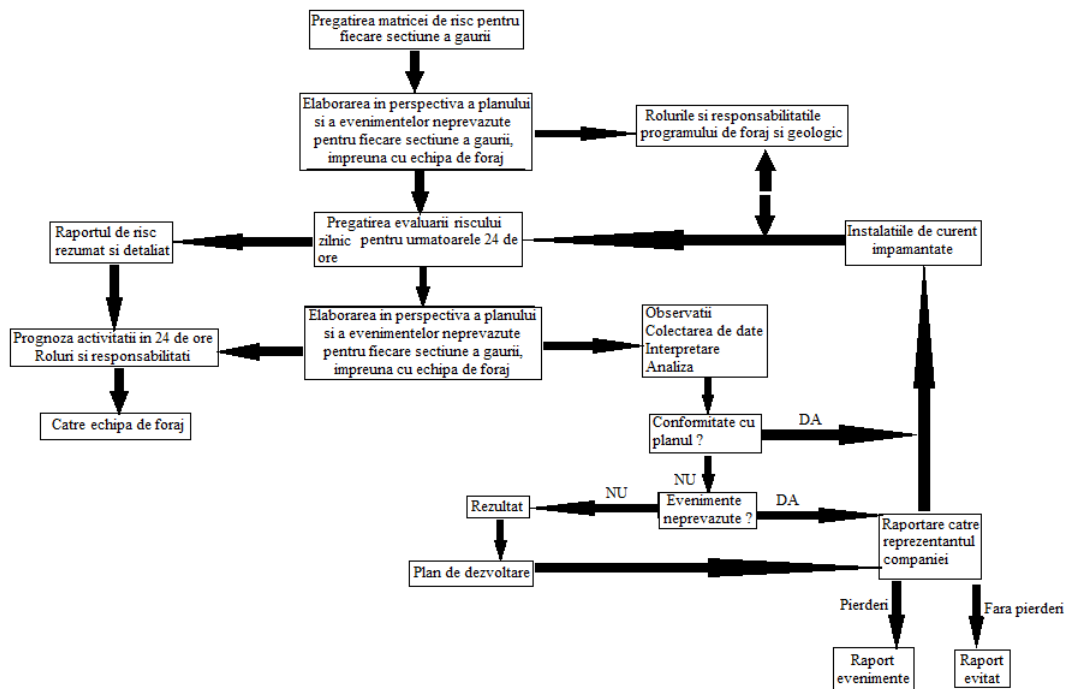 Pregatirea matricei de risc pentru
fiecare sectiune a gaurii
Elaborarea in perspectiva a planului
si a evenimentelor neprevazute
pentru fiecare sectiune a gaurii,
impreuna cu echipa de foraj
Rolurile si responsabilitatile
programului de foraj si geologic
Raportul de risc
rezumat si detaliat
Pregatirea evaluarii riscului
zilnic pentru urmatoarele 24 de
ore
Instalatiile de curent
impamantate
Prognoza activitatii in 24 de ore
Roluri si responsabilitati
Elaborarea in perspectiva a planului
si a evenimentelor neprevazute
pentru fiecare sectiune a gaurii,
impreuna cu echipa de foraj
Observatii
Colectarea de date
Interpretare
Analiza
Catre echipa de foraj
Conformitate cu
planul ?
DA
NU
NU
Evenimente
neprevazute ?
DA
Rezultat
Raportare catre
reprezentantul
companiei
Plan de dezvoltare
Pierderi
Fara pierderi
Raport
evenimente
Raport
evitat